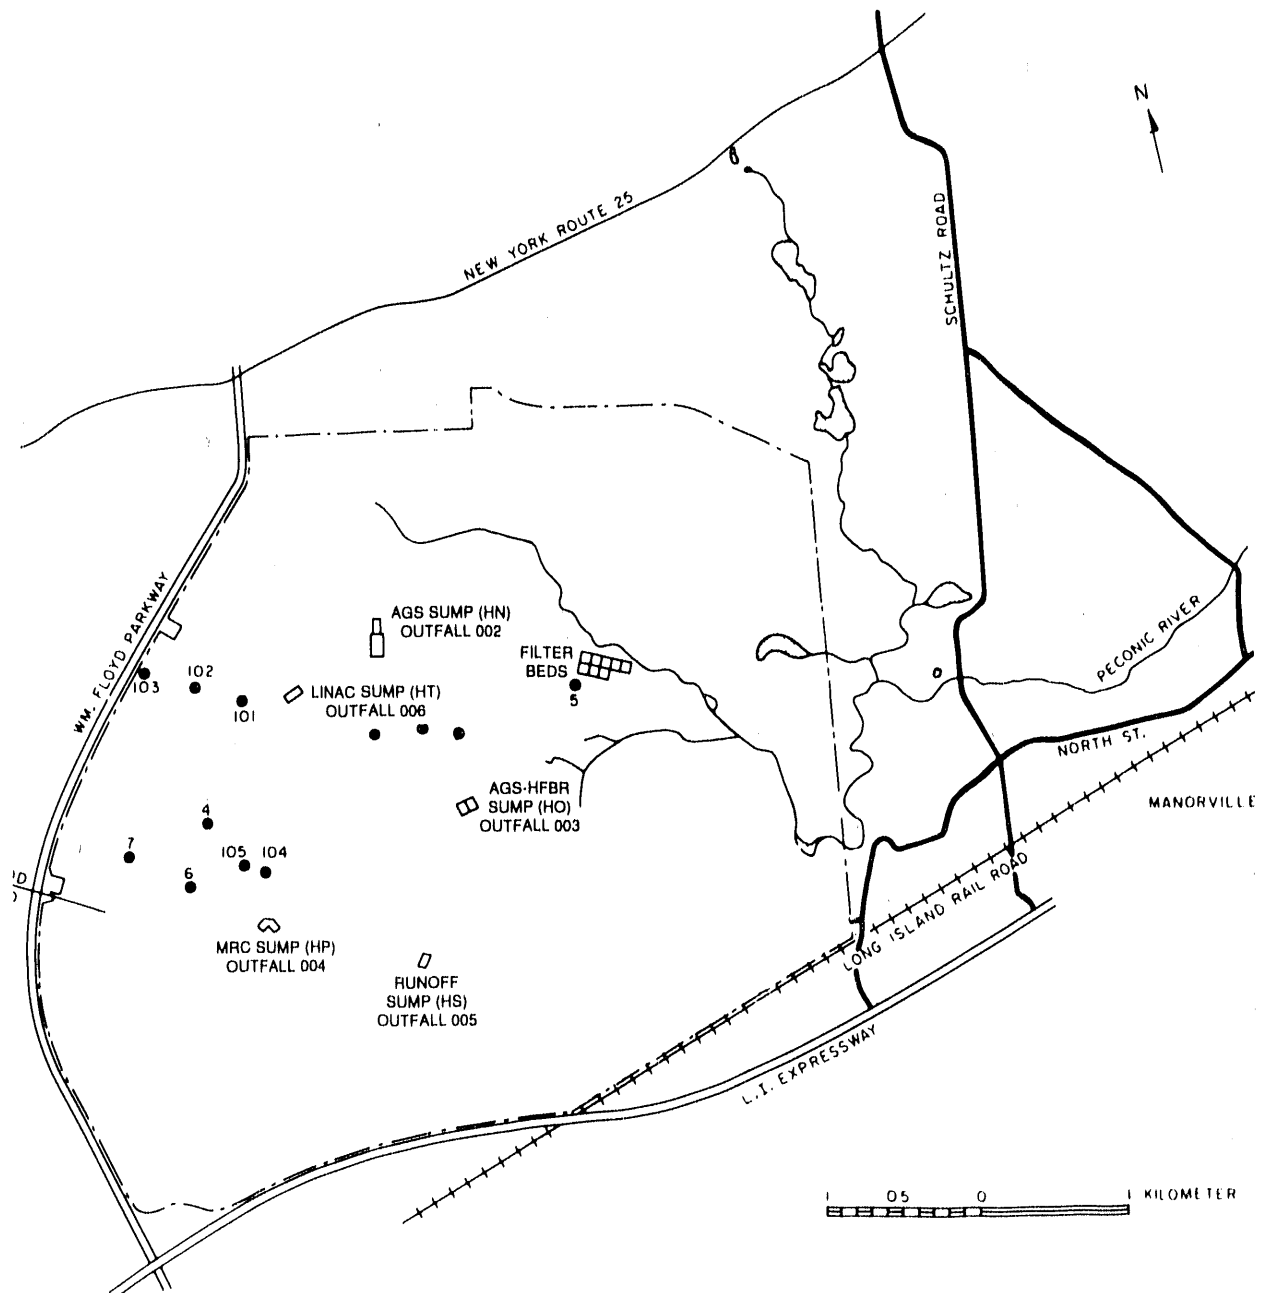 N
NEW YORK ROUTE 25
SCHULTZ ROAD
WM. FLOYD PARKWAY
AGS SUMP (HN)
OUTFALL 002
FILTER
BEDS
5
PECONIC RIVER
103
102
101
LINAC SUMP (HT)
OUTFALL 006
NORTH ST.
AGS-HFBR
SUMP (HO)
OUTFALL 003
MANORVILLE
4
7
105
104
6
MRC SUMP (HP)
OUTFALL 004
RUNOFF
SUMP (HS)
OUTFALL 005
LONG ISLAND RAIL ROAD
L.I. EXPRESSWAY
1 0 5 0 1 KILOMETER